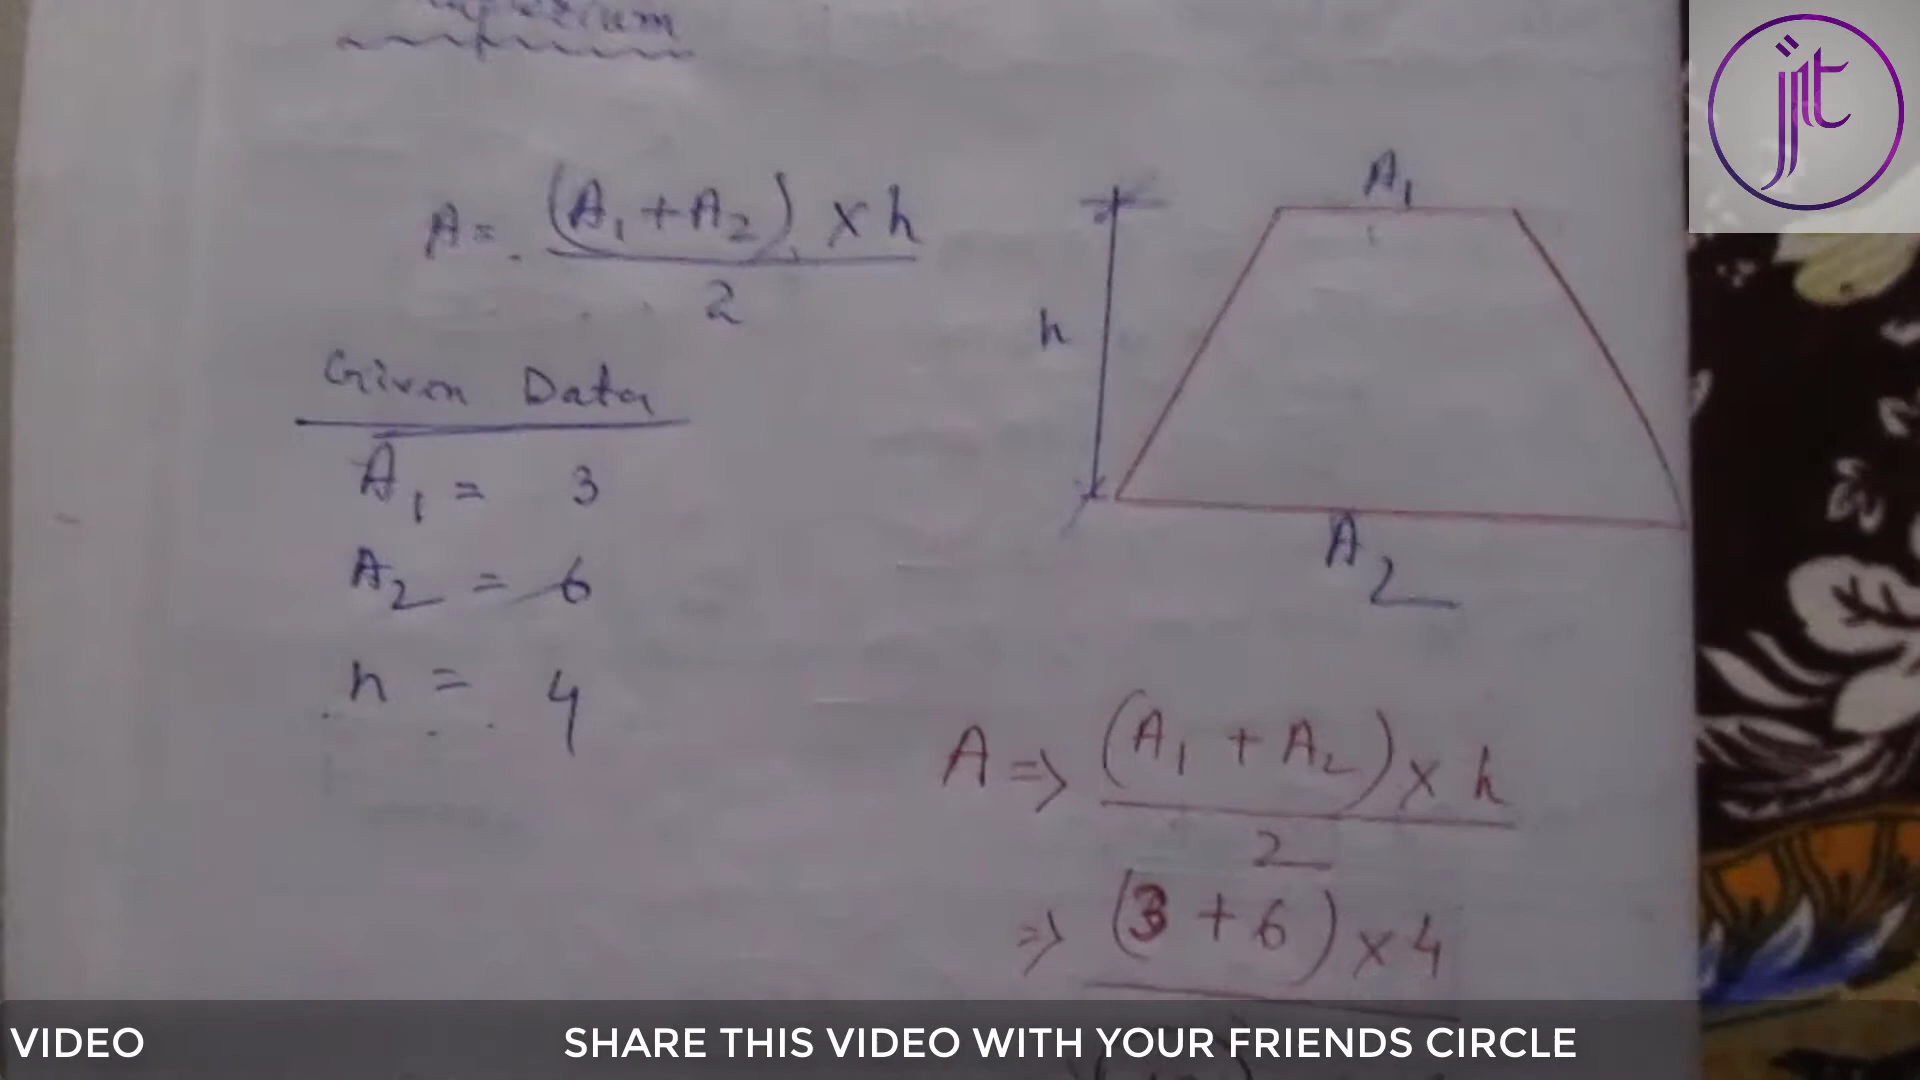 jjt
A₁
A = (A₁ + A₂) × h
2
h
Given Data
A₁ = 3
A₂ = 6
A₂
h = 4
A ⇒ (A₁ + A₂) × h
2
⇒ (3 + 6) × 4
VIDEO SHARE THIS VIDEO WITH YOUR FRIENDS CIRCLE